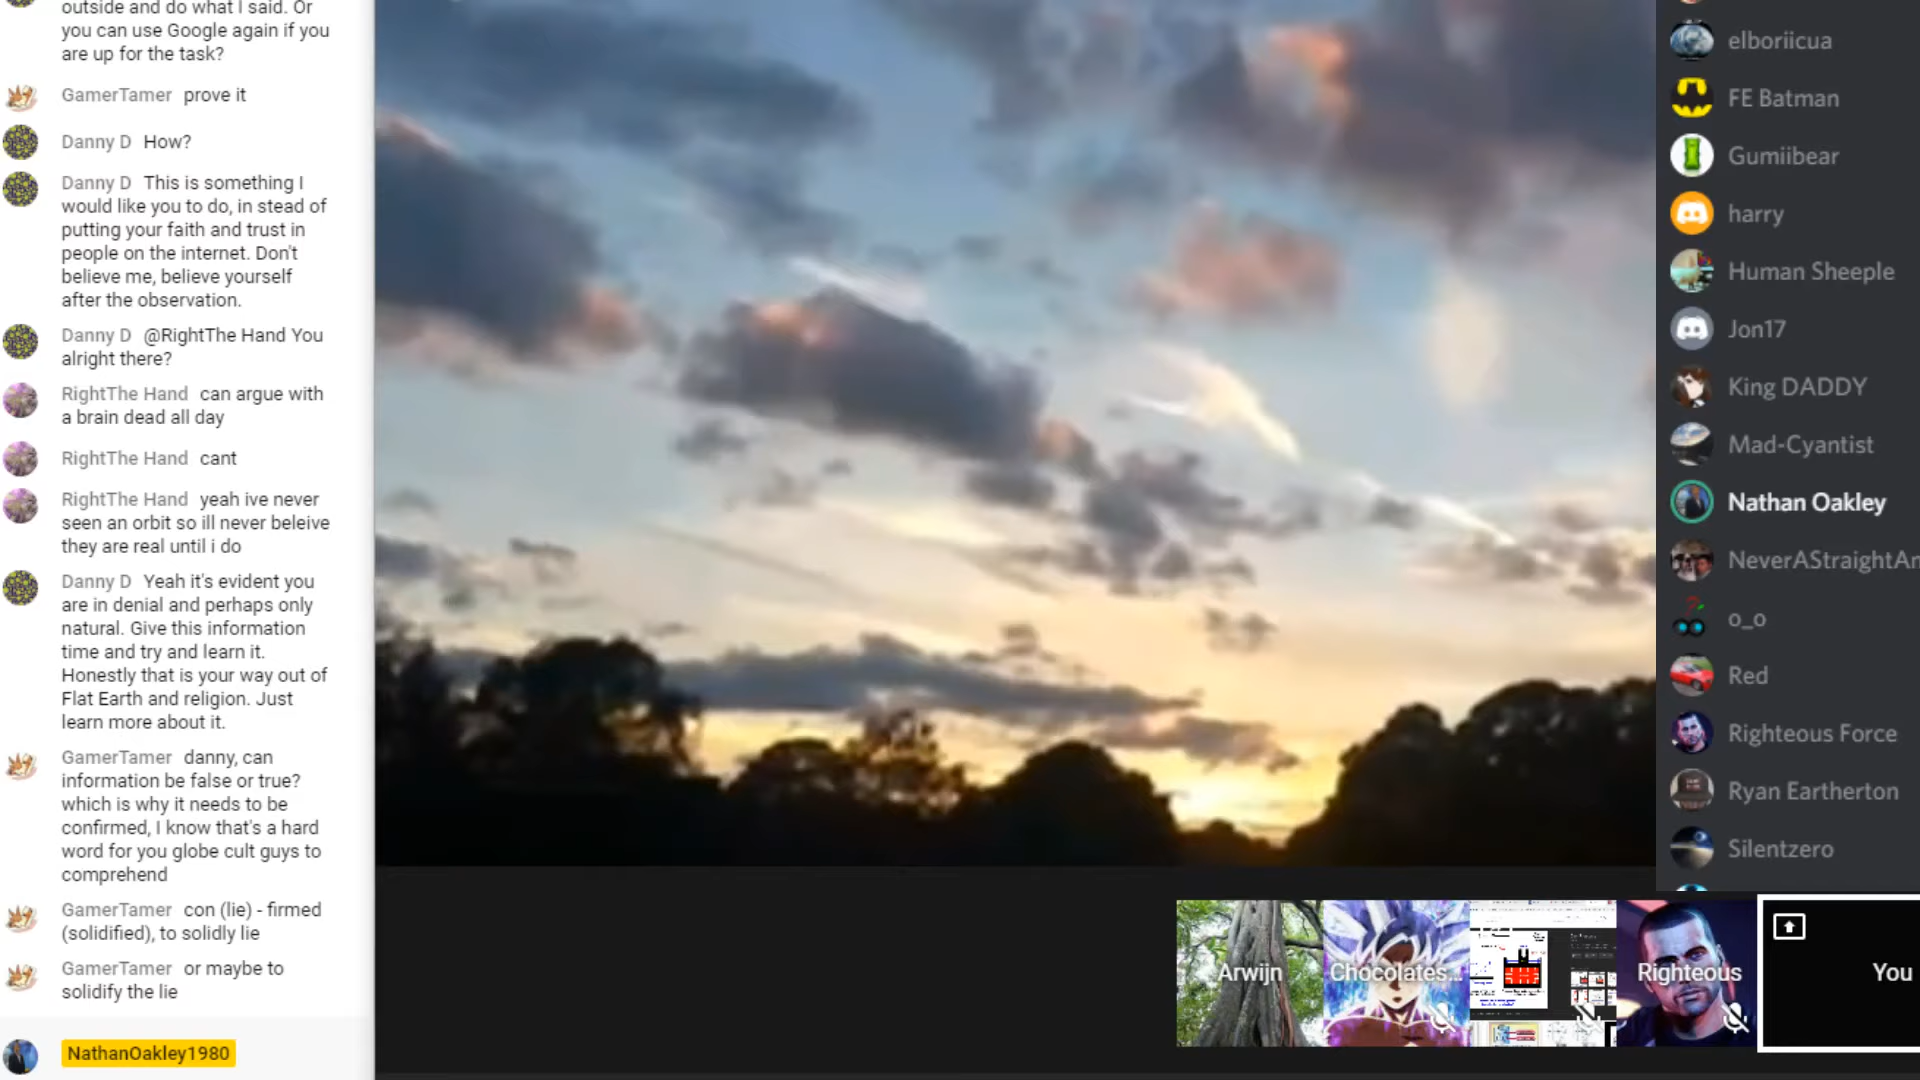 outside and do what I said. Or
you can use Google again if you
are up for the task?
GamerTamer prove it
Danny D How?
Danny D This is something I
would like you to do, in stead of
putting your faith and trust in
people on the internet. Don't
believe me, believe yourself
after the observation.
Danny D @RightThe Hand You
alright there?
RightThe Hand can argue with
a brain dead all day
RightThe Hand cant
RightThe Hand yeah ive never
seen an orbit so ill never beleive
they are real until i do
Danny D Yeah it's evident you
are in denial and perhaps only
natural. Give this information
time and try and learn it.
Honestly that is your way out of
Flat Earth and religion. Just
learn more about it.
GamerTamer danny, can
information be false or true?
which is why it needs to be
confirmed, I know that's a hard
word for you globe cult guys to
comprehend
GamerTamer con (lie) - firmed
(solidified), to solidly lie
GamerTamer or maybe to
solidify the lie
NathanOakley1980
elboriicua
FE Batman
Gumiibear
harry
Human Sheeple
Jon17
King DADDY
Mad-Cyantist
Nathan Oakley
NeverAStraightAn
o_o
Red
Righteous Force
Ryan Eartherton
Silentzero
Arwijn
Chocolates...
Righteous
You